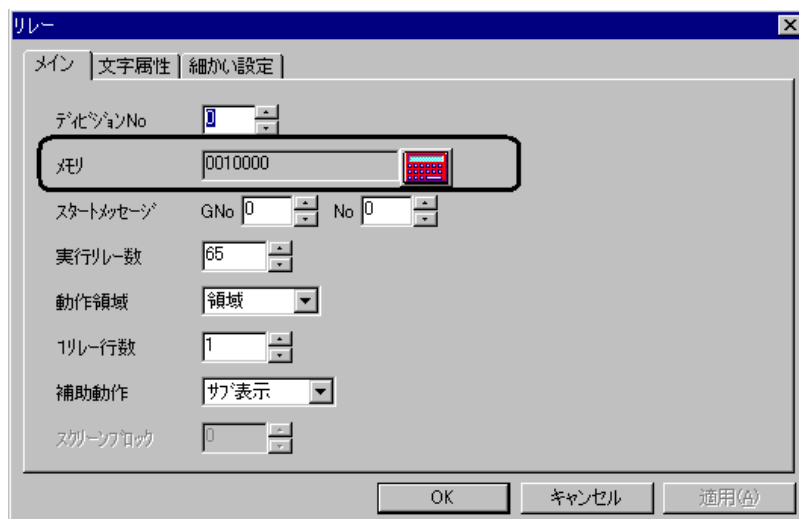 リレー
メイン 文字属性 細かい設定
ﾃﾞｨﾋﾞｼﾞｮﾝNo 0
ﾒﾓﾘ 0010000
ｽﾀｰﾄﾒｯｾｰｼﾞ GNo 0 No 0
実行ﾘﾚｰ数 65
動作領域 領域
1ﾘﾚｰ行数 1
補助動作 ｻﾌﾞ表示
ｽｸﾘｰﾝﾌﾞﾛｯｸ 0
OK キャンセル 適用(A)